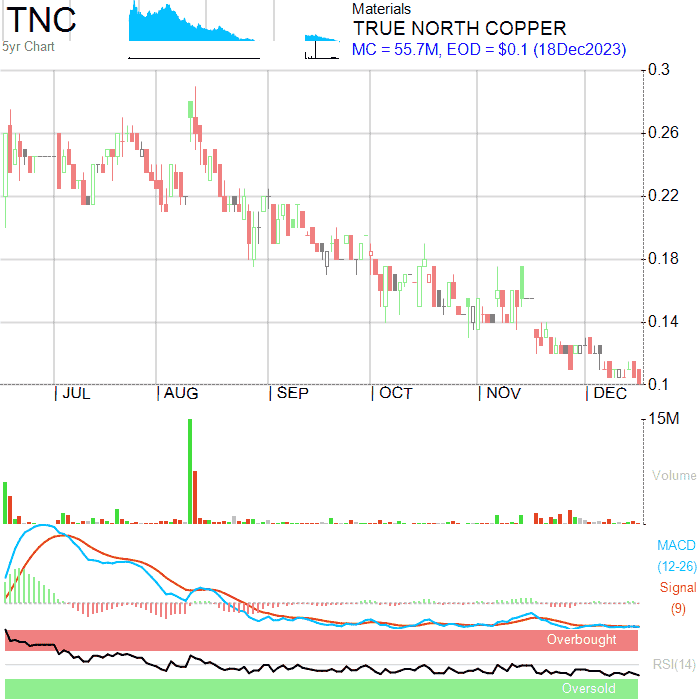 TNC
5yr Chart
Materials
TRUE NORTH COPPER
MC = 55.7M, EOD = $0.1 (18Dec2023)
0.3
0.26
0.22
0.18
0.14
0.1
JUL AUG SEP OCT NOV DEC
15M
Volume
MACD
(12-26)
Signal
(9)
Overbought
RSI(14)
Oversold